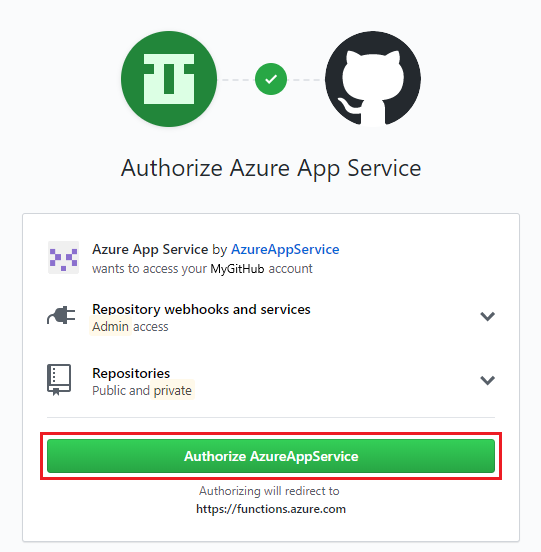 Authorize Azure App Service
Azure App Service by AzureAppService
wants to access your MyGitHub account
Repository webhooks and services
Admin access
Repositories
Public and private
Authorize AzureAppService
Authorizing will redirect to
https://functions.azure.com